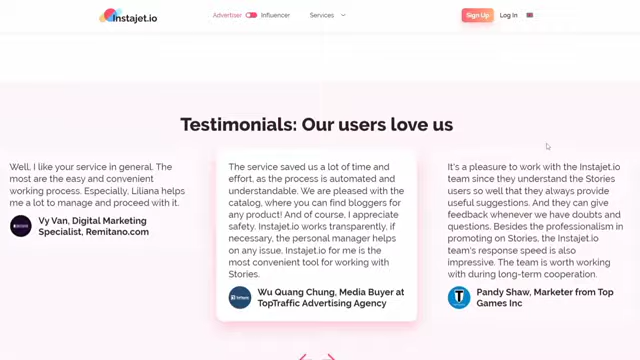 Instajet.io
Advertiser Influencer Services Sign Up Log In
Testimonials: Our users love us
Well, I like your service in general. The
most are the easy and convenient
working process. Especially, Liliana helps
me a lot to manage and proceed with it.
Vy Van, Digital Marketing
Specialist, Remitano.com
The service saved us a lot of time and
effort, as the process is automated and
understandable. We are pleased with the
catalog, where you can find bloggers for
any product! And of course, I appreciate
safety. Instajet.io works transparently, if
necessary, the personal manager helps
on any issue, Instajet.io for me is the
most convenient tool for working with
Stories.
Wu Quang Chung, Media Buyer at
TopTraffic Advertising Agency
It's a pleasure to work with the Instajet.io
team since they understand the Stories
users so well that they always provide
useful suggestions. And they can give
feedback whenever we have doubts and
questions. Besides the professionalism in
promoting on Stories, the Instajet.io
team's response speed is also
impressive. The team is worth working
with during long-term cooperation.
Pandy Shaw, Marketer from Top
Games Inc